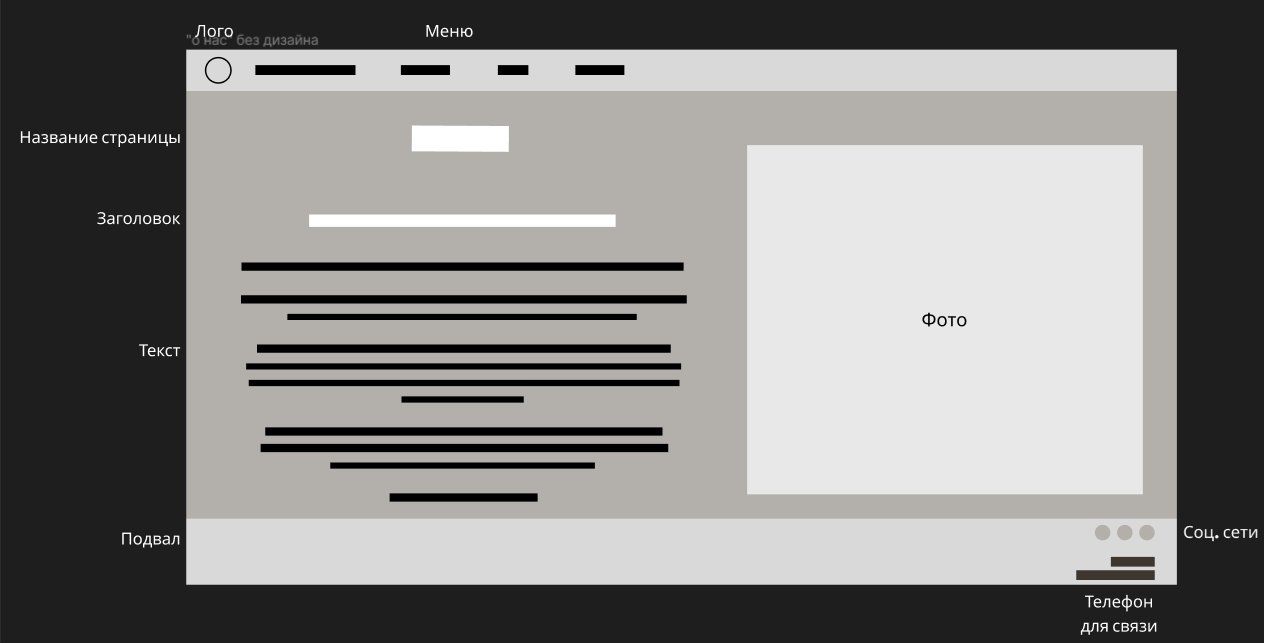 Лого
Меню
"о нас" без дизайна
Название страницы
Заголовок
Текст
Фото
Подвал
Соц. сети
Телефон
для связи